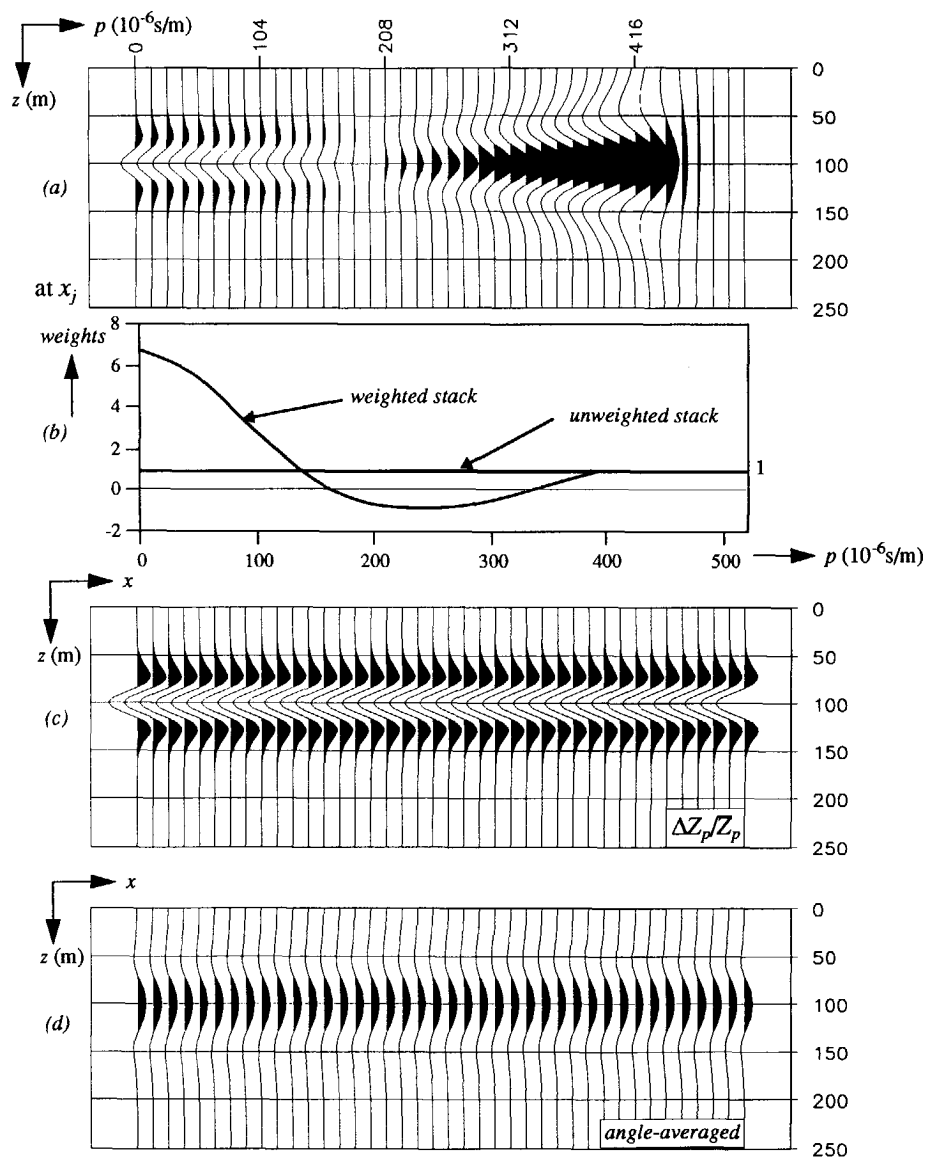 p (10⁻⁶s/m)
0 104 208 312 416
z (m)
0
50
100
150
200
250
(a)
at xⱼ
weights
8
6
4
2
0
-2
(b)
weighted stack
unweighted stack
1
0 100 200 300 400 500
p (10⁻⁶s/m)
x
z (m)
0
50
100
150
200
250
(c)
ΔZₚ/Zₚ
x
z (m)
0
50
100
150
200
250
(d)
angle-averaged